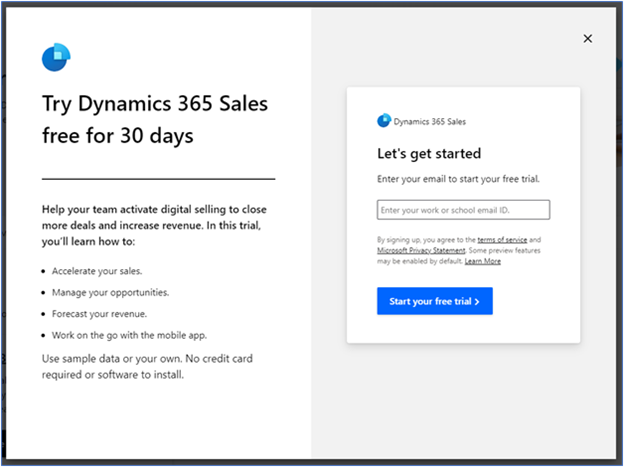 Try Dynamics 365 Sales
free for 30 days
Help your team activate digital selling to close
more deals and increase revenue. In this trial,
you'll learn how to:
Accelerate your sales.
Manage your opportunities.
Forecast your revenue.
Work on the go with the mobile app.
Use sample data or your own. No credit card
required or software to install.
Dynamics 365 Sales
Let's get started
Enter your email to start your free trial.
Enter your work or school email ID.
By signing up, you agree to the terms of service and
Microsoft Privacy Statement. Some preview features
may be enabled by default. Learn More
Start your free trial